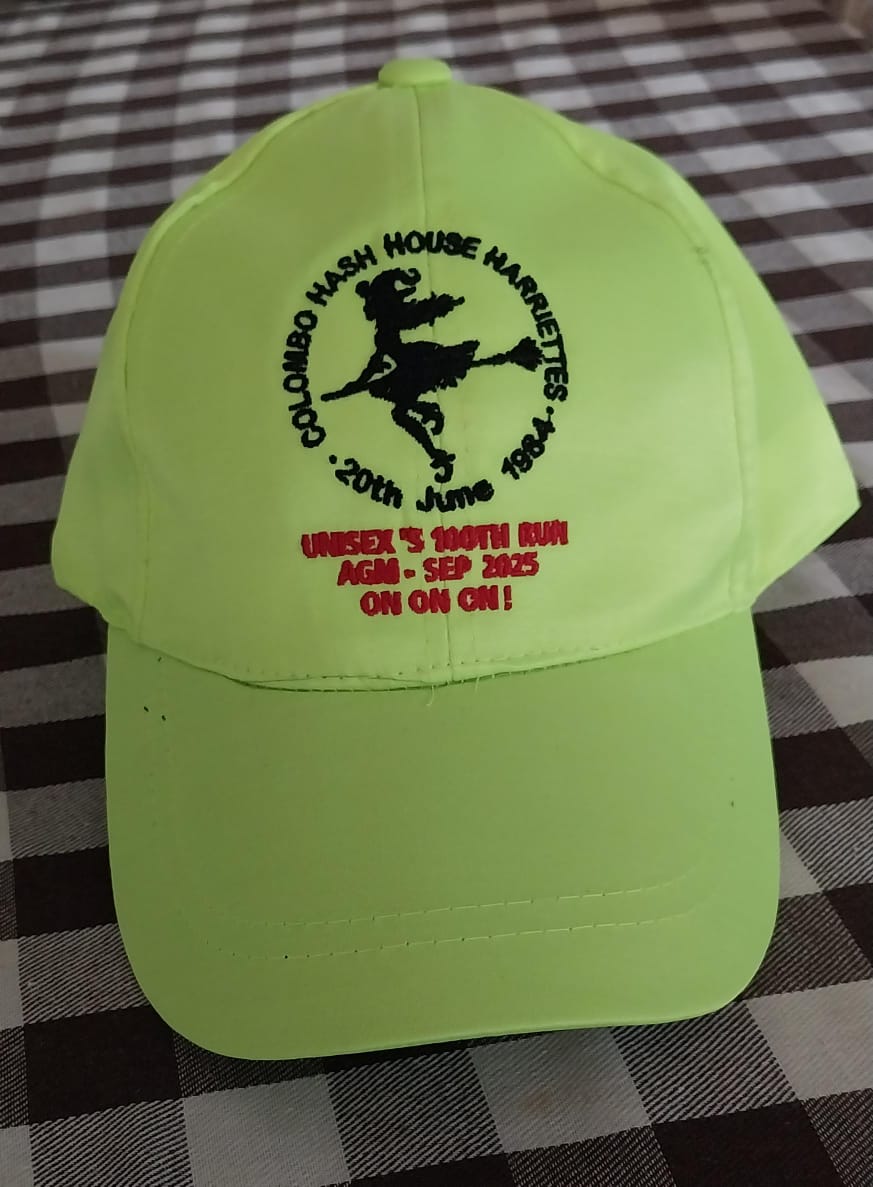 COLOMBO HASH HOUSE HARRIETTES
· 20th June 1984 ·
UNISEX 'S 100TH RUN
AGM - SEP 2025
ON ON ON !